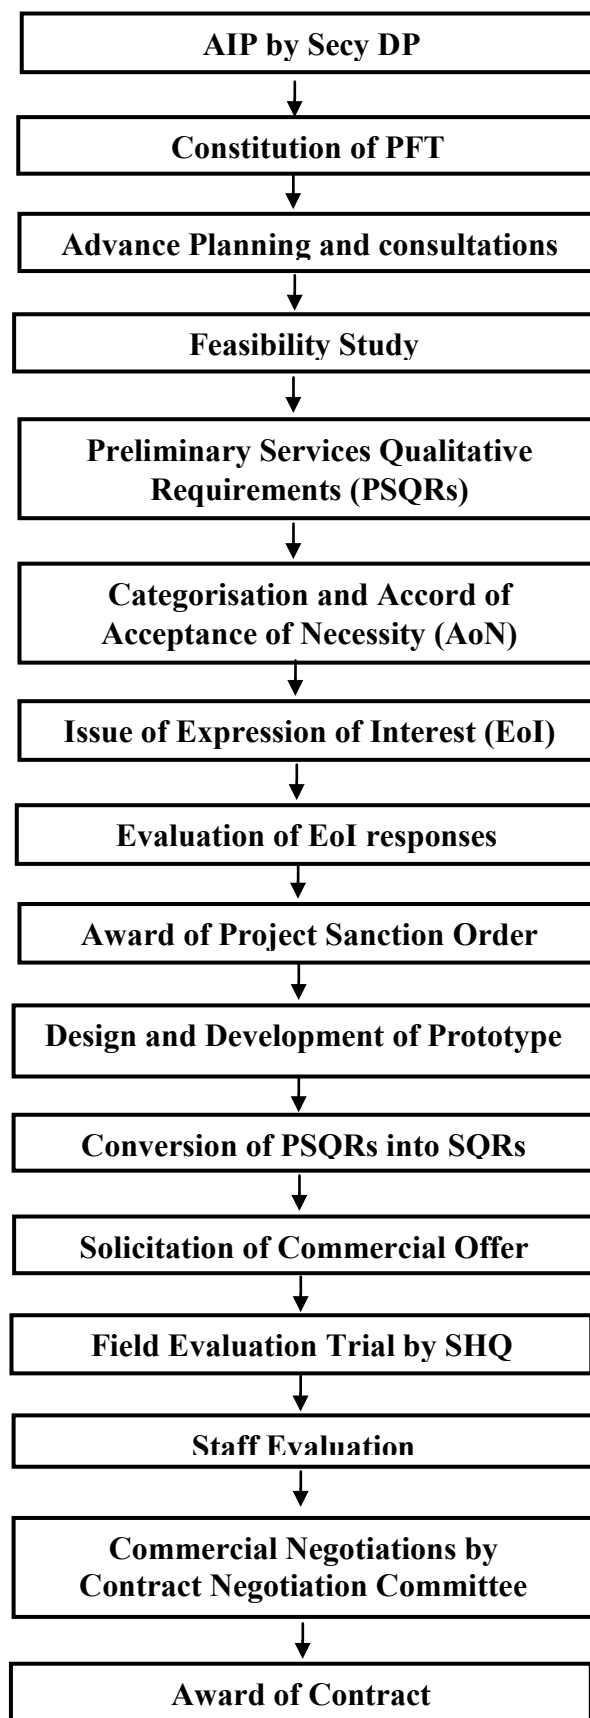 AIP by Secy DP
Constitution of PFT
Advance Planning and consultations
Feasibility Study
Preliminary Services Qualitative
Requirements (PSQRs)
Categorisation and Accord of
Acceptance of Necessity (AoN)
Issue of Expression of Interest (EoI)
Evaluation of EoI responses
Award of Project Sanction Order
Design and Development of Prototype
Conversion of PSQRs into SQRs
Solicitation of Commercial Offer
Field Evaluation Trial by SHQ
Staff Evaluation
Commercial Negotiations by
Contract Negotiation Committee
Award of Contract